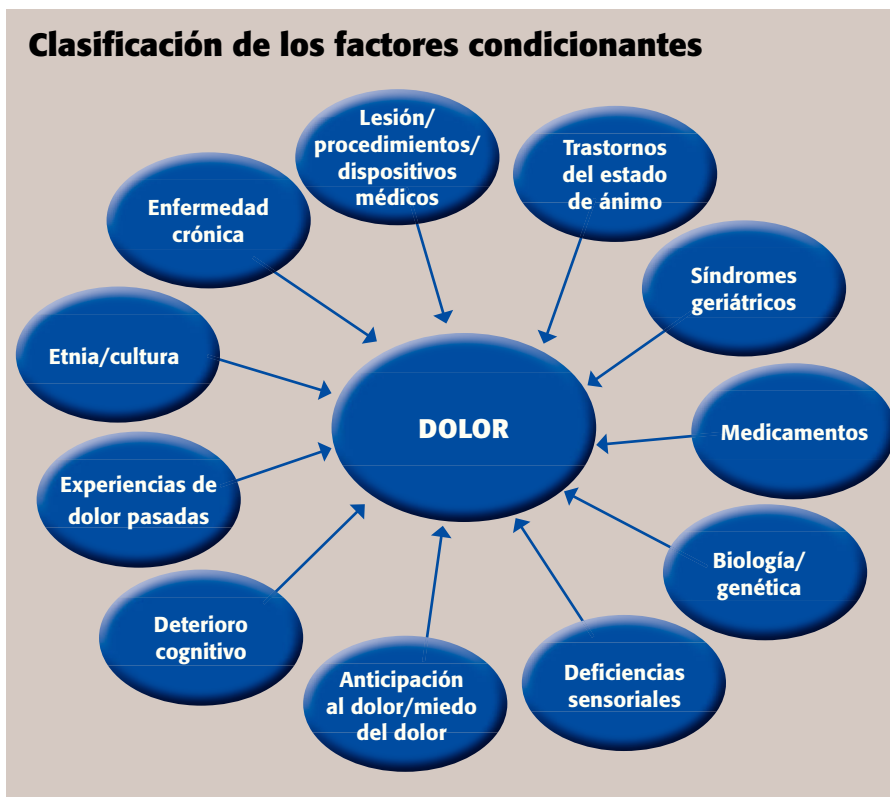 Clasificación de los factores condicionantes
Lesión/
procedimientos/
dispositivos
médicos
Trastornos
del estado
de ánimo
Síndromes
geriátricos
Medicamentos
Biología/
genética
Deficiencias
sensoriales
Anticipación
al dolor/miedo
del dolor
Deterioro
cognitivo
Experiencias de
dolor pasadas
Etnia/cultura
Enfermedad
crónica
DOLOR